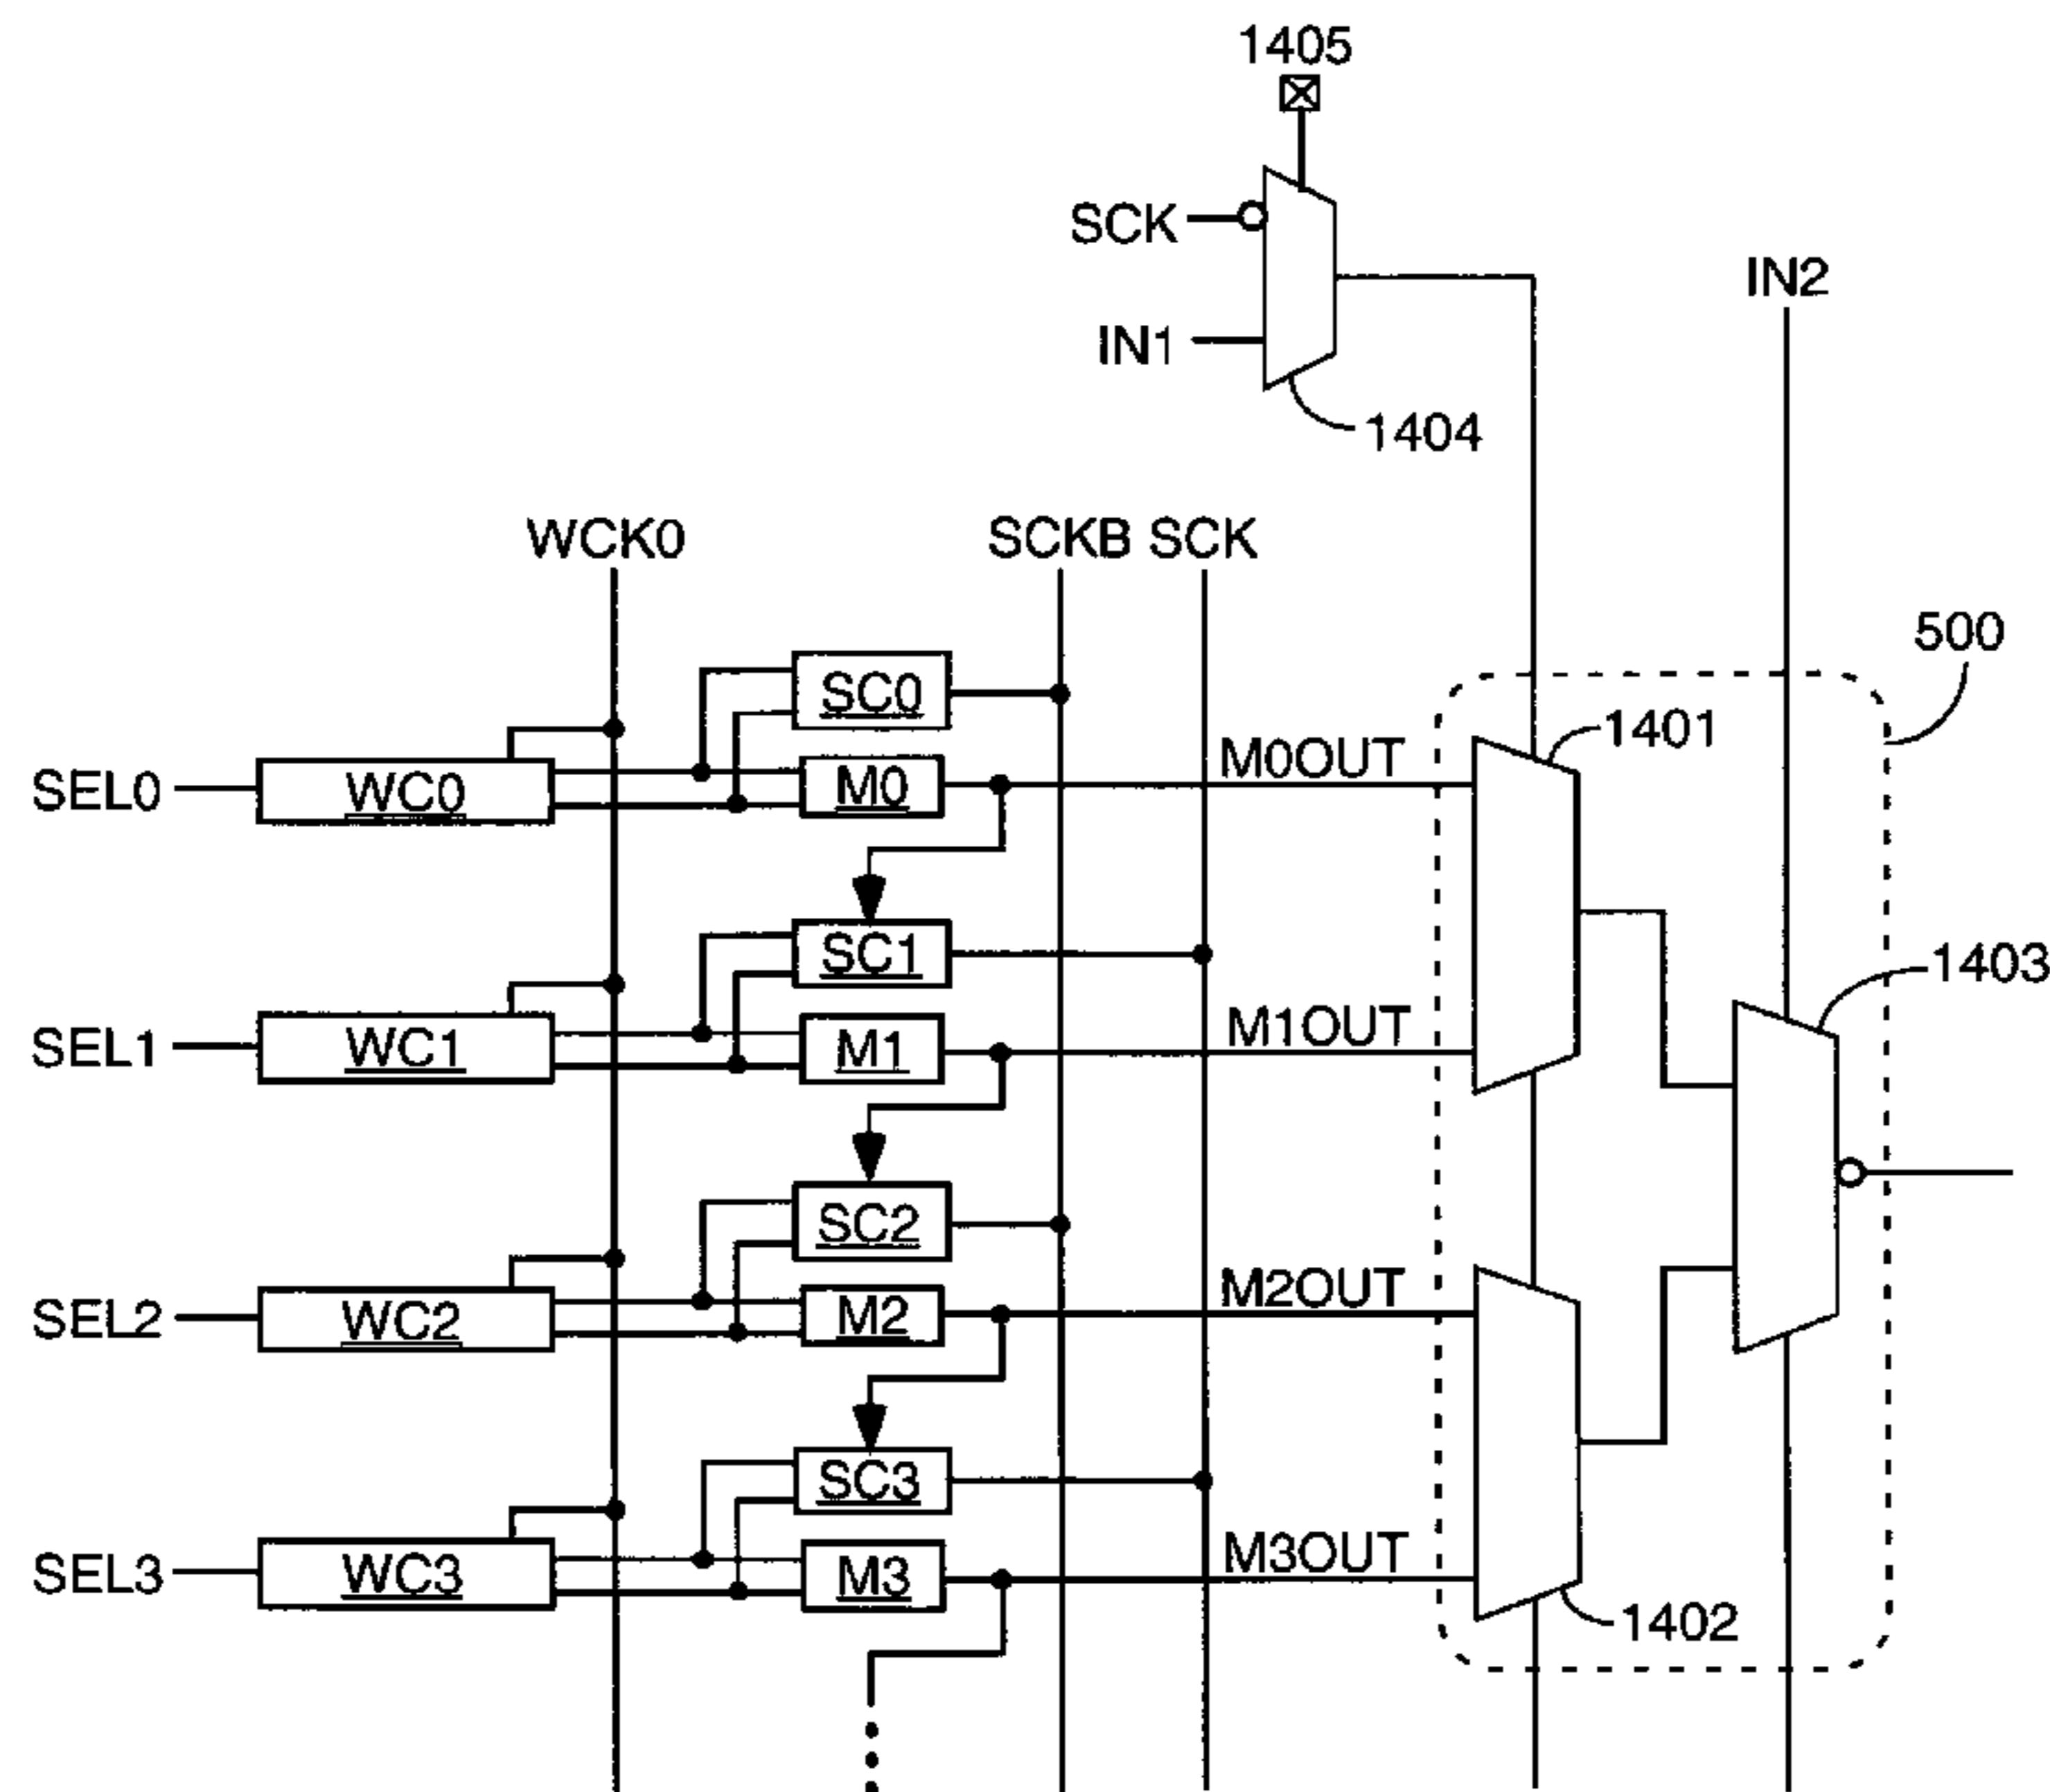 1405
SCK
IN1
IN2
1404
WCK0
SCKB SCK
500
SC0
1401
SEL0
WC0
M0
M0OUT
SC1
1403
SEL1
WC1
M1
M1OUT
SC2
SEL2
WC2
M2
M2OUT
SC3
SEL3
WC3
M3
M3OUT
1402